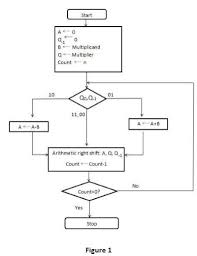 Start
A ← 0
Q-1 ← 0
B ← Multiplicand
Q ← Multiplier
Count ← n
10
Q0,Q-1
01
11,00
A ← A-B
A ← A+B
Arithmetic right shift: A, Q, Q-1
Count ← Count-1
No
Count=0?
Yes
Stop
Figure 1